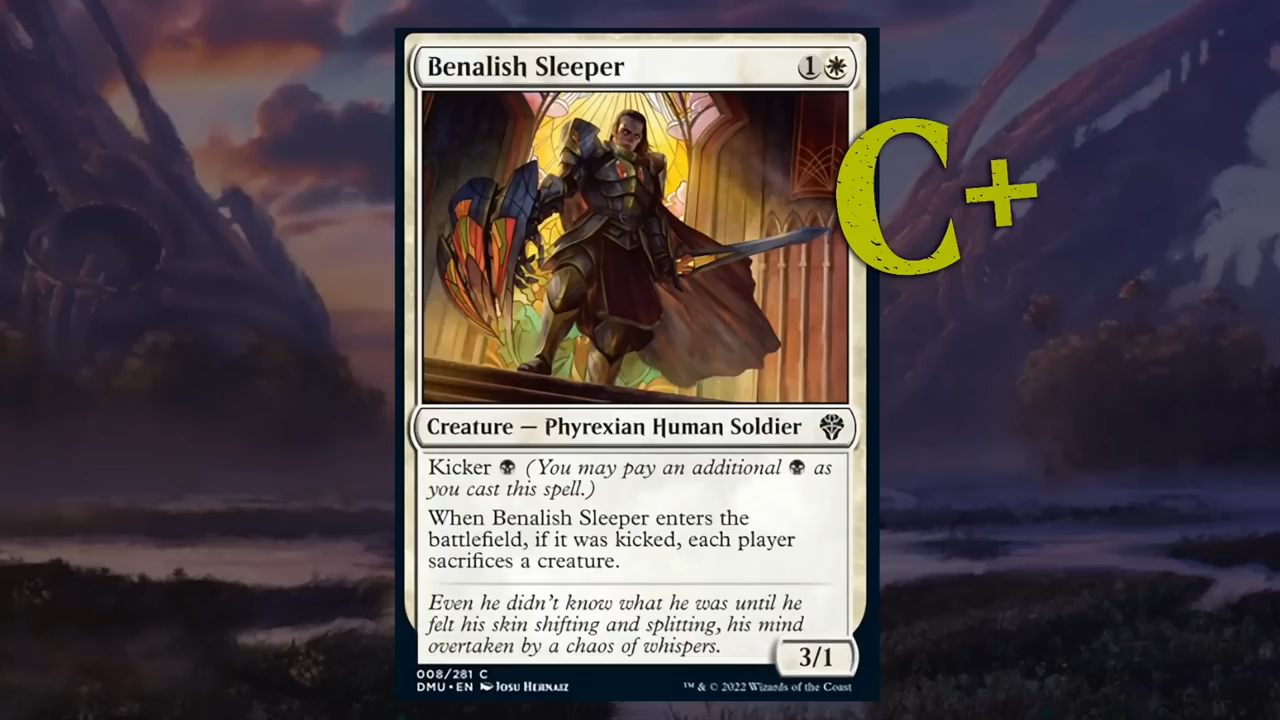 Benalish Sleeper 1
C+
Creature — Phyrexian Human Soldier
Kicker (You may pay an additional as
you cast this spell.)
When Benalish Sleeper enters the
battlefield, if it was kicked, each player
sacrifices a creature.
Even he didn't know what he was until he
felt his skin shifting and splitting, his mind
overtaken by a chaos of whispers.
3/1
008/281 C
DMU • EN Josu Hernaiz
™ & © 2022 Wizards of the Coast